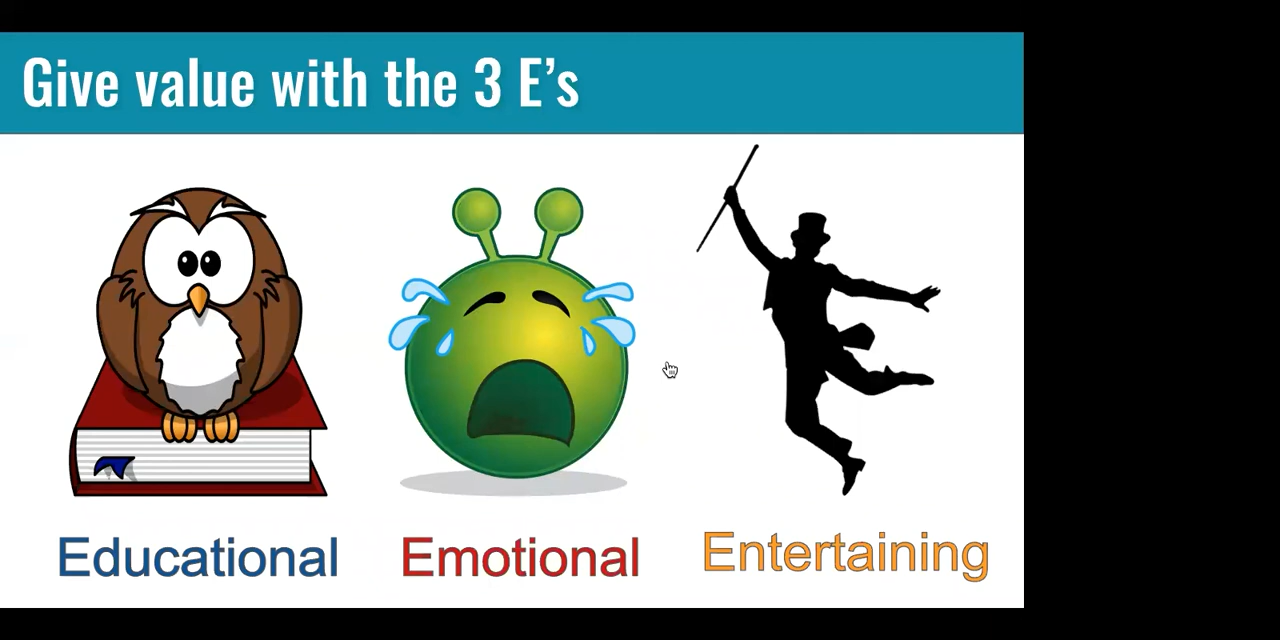 Give value with the 3 E’s
Educational
Emotional
Entertaining